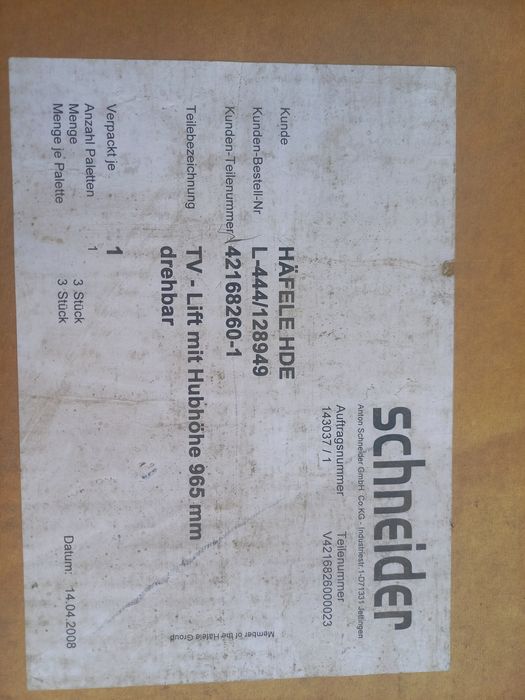 schneider
Anton Schneider GmbH Co KG - Industriestr.1-D71331 Jettingen
Auftragsnummer Teilenummer
143037 / 1 V4216826000023
Kunde HÄFELE HDE
Kunden-Bestell-Nr L-444/128949
Kunden-Teilenummer 42168260-1
Teilebezeichnung TV - Lift mit Hubhöhe 965 mm
drehbar
Verpackt je 1
Anzahl Paletten 1
Menge 3 Stück
Menge je Palette 3 Stück
Datum: 14.04.2008
Member of the Häfele Group